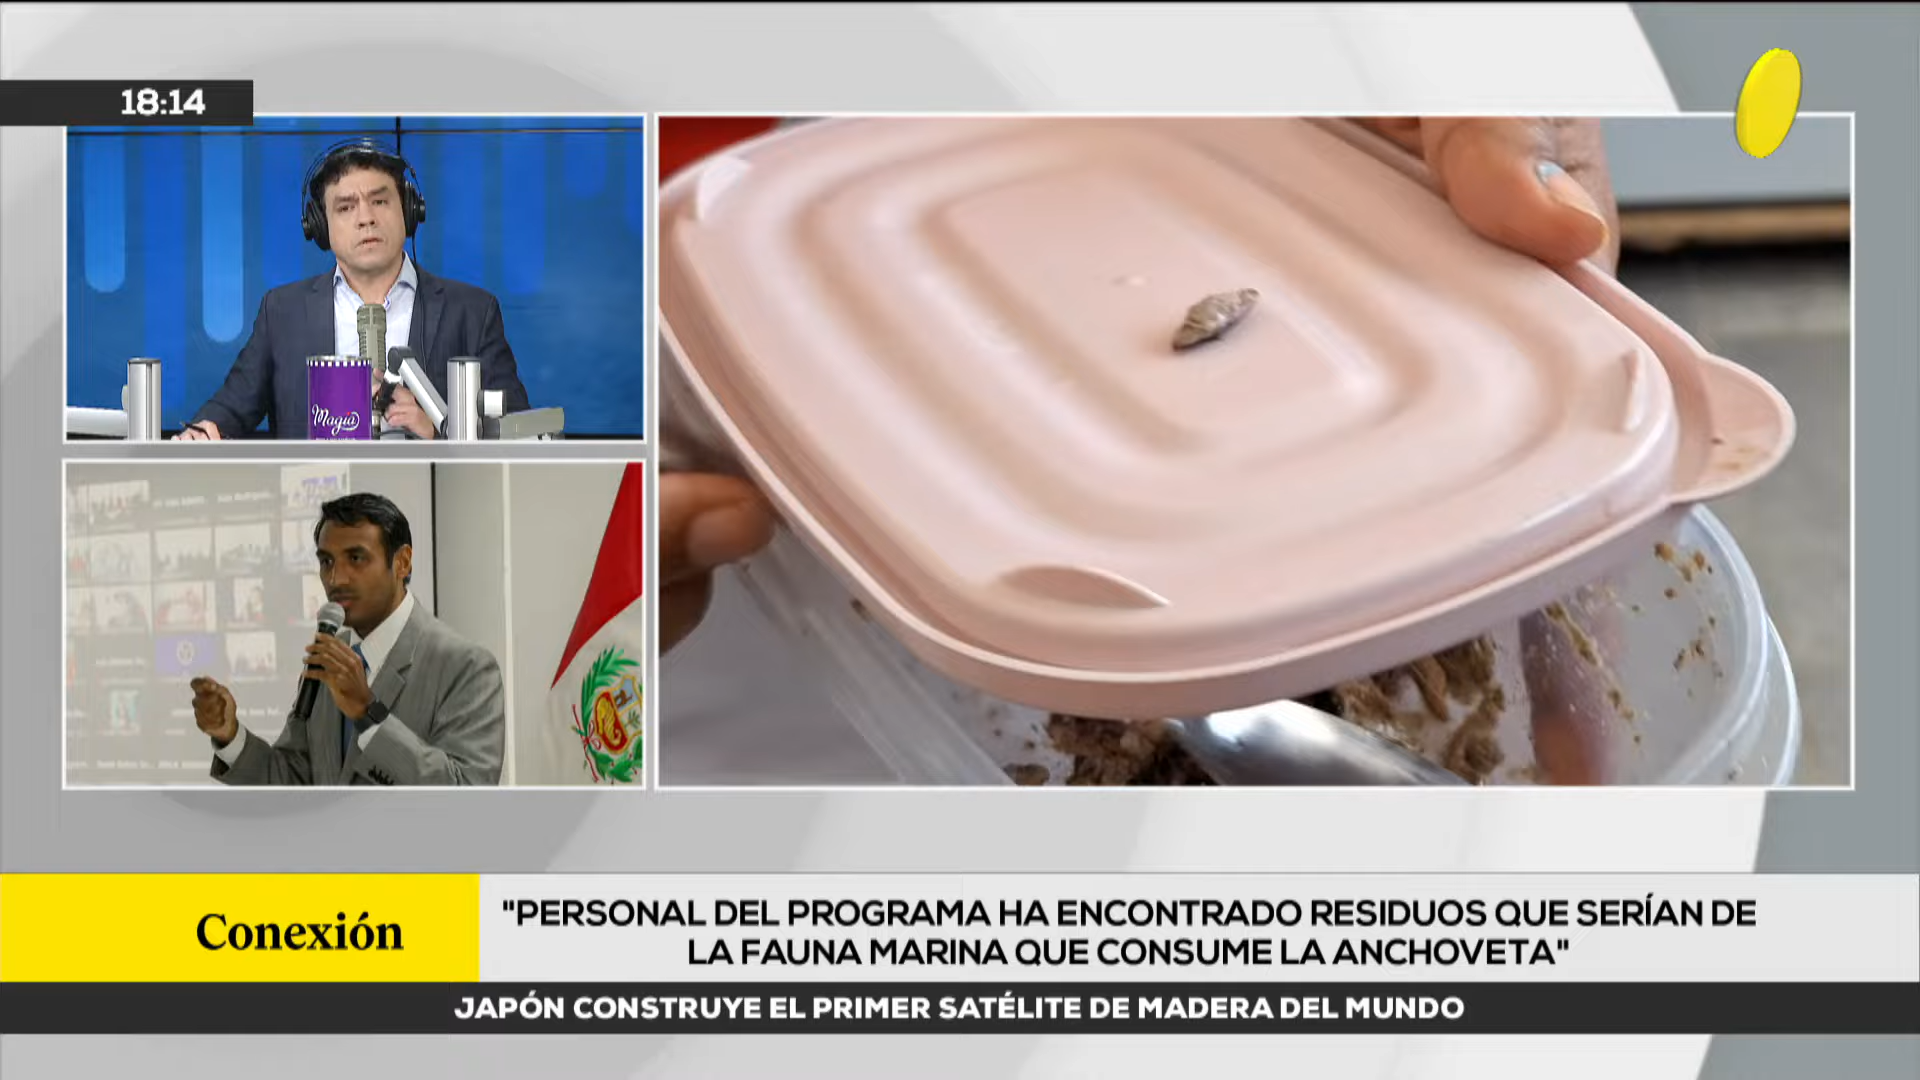 18:14
Magia
Conexión
"PERSONAL DEL PROGRAMA HA ENCONTRADO RESIDUOS QUE SERÍAN DE
LA FAUNA MARINA QUE CONSUME LA ANCHOVETA"
JAPÓN CONSTRUYE EL PRIMER SATÉLITE DE MADERA DEL MUNDO